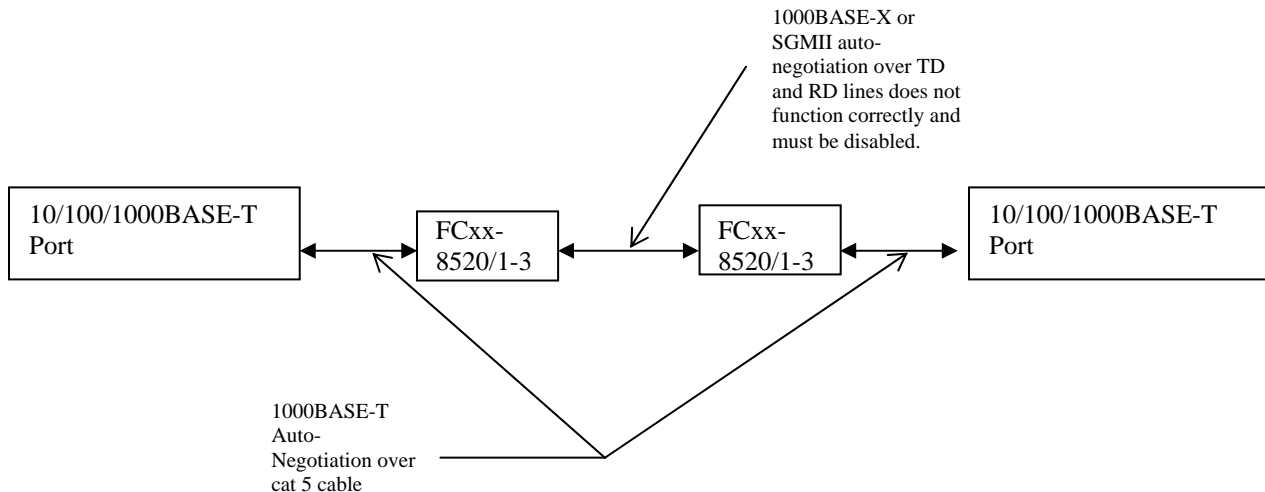 1000BASE-X or
SGMII auto-
negotiation over TD
and RD lines does not
function correctly and
must be disabled.
10/100/1000BASE-T
Port
FCxx-
8520/1-3
FCxx-
8520/1-3
10/100/1000BASE-T
Port
1000BASE-T
Auto-
Negotiation over
cat 5 cable